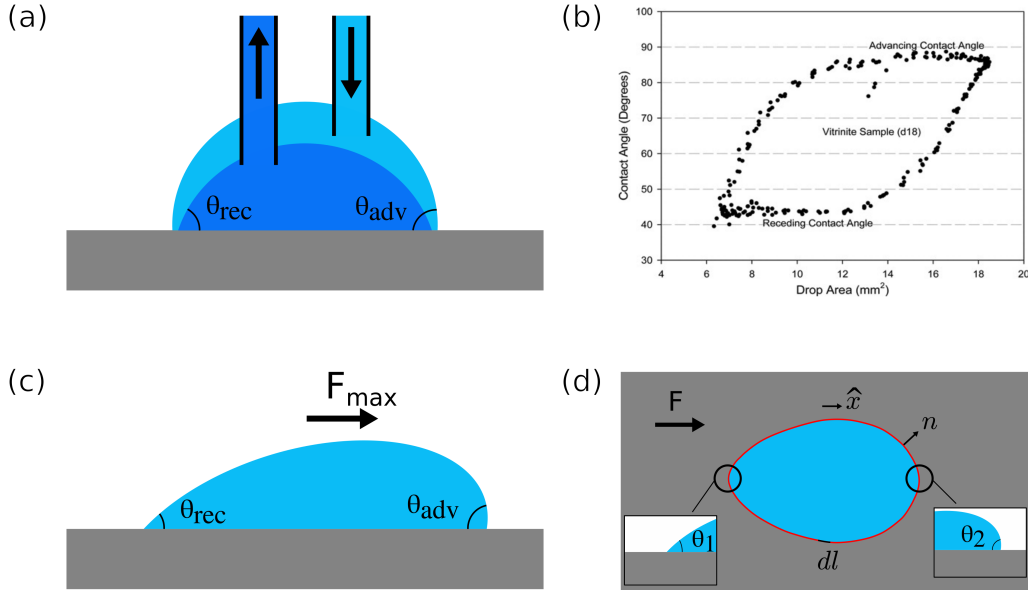 (a)
θrec
θadv
(b)
Contact Angle (Degrees)
90
80
70
60
50
40
30
Advancing Contact Angle
Vitrinite Sample (d18)
Receding Contact Angle
4 6 8 10 12 14 16 18 20
Drop Area (mm²)
(c)
Fmax
θrec
θadv
(d)
F
x̂
n
θ1
θ2
dl